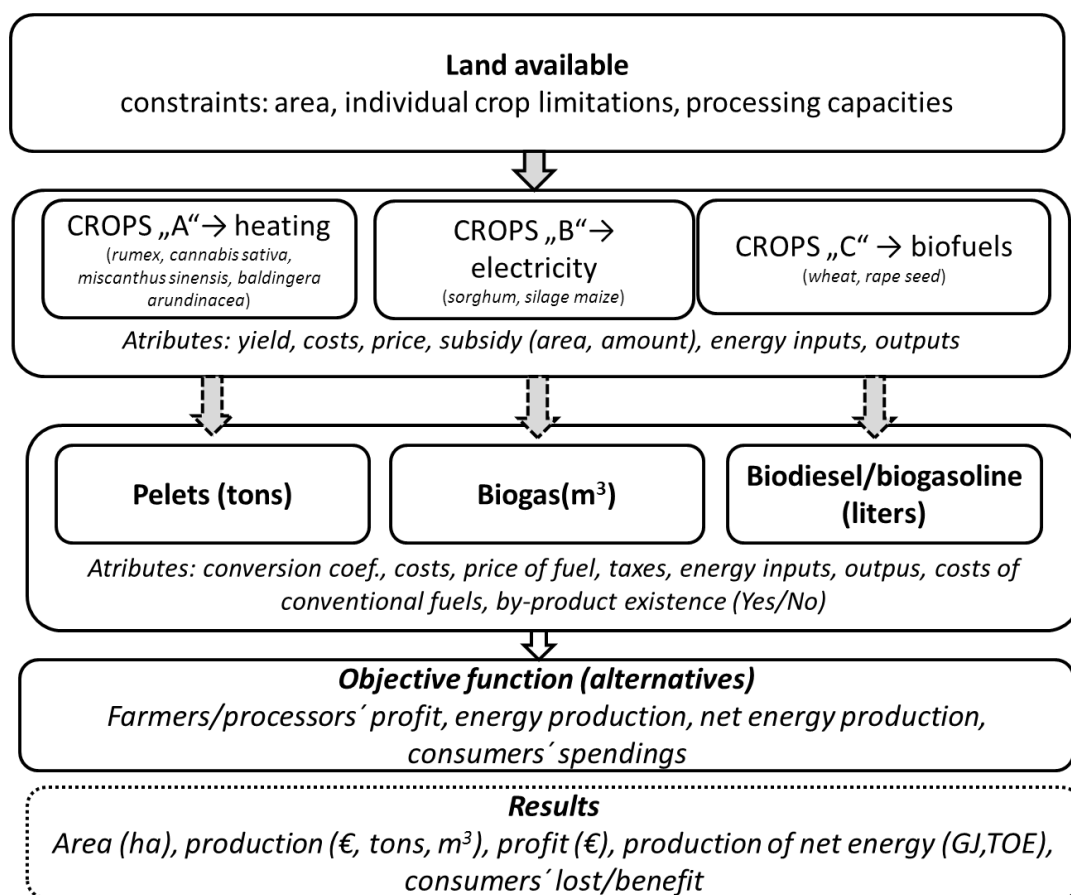 Land available
constraints: area, individual crop limitations, processing capacities
CROPS „A“→ heating
(rumex, cannabis sativa,
miscanthus sinensis, baldingera
arundinacea)
CROPS „B“→
electricity
(sorghum, silage maize)
CROPS „C“ → biofuels
(wheat, rape seed)
Atributes: yield, costs, price, subsidy (area, amount), energy inputs, outputs
Pelets (tons)
Biogas(m³)
Biodiesel/biogasoline
(liters)
Atributes: conversion coef., costs, price of fuel, taxes, energy inputs, outpus, costs of
conventional fuels, by-product existence (Yes/No)
Objective function (alternatives)
Farmers/processors´ profit, energy production, net energy production,
consumers´ spendings
Results
Area (ha), production (€, tons, m³), profit (€), production of net energy (GJ,TOE),
consumers´ lost/benefit